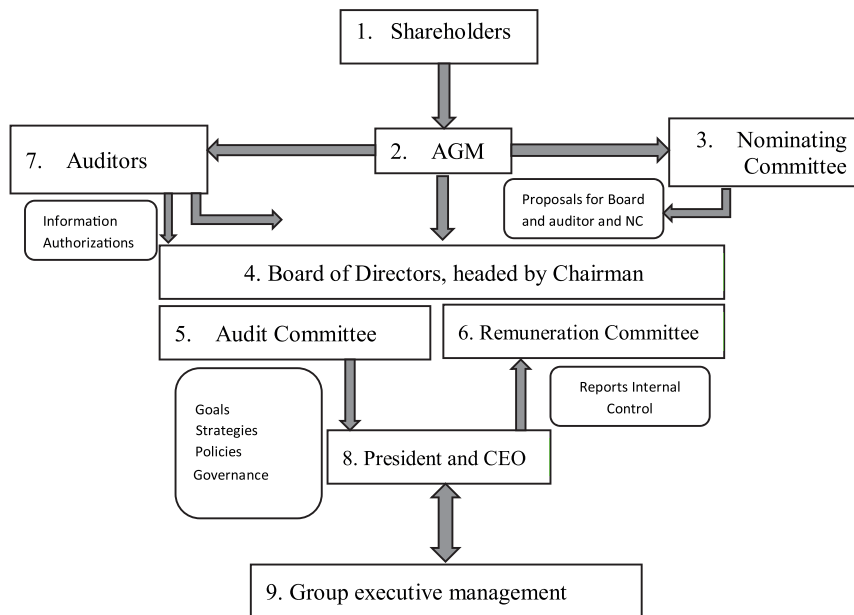 1. Shareholders
7. Auditors
2. AGM
3. Nominating
Committee
Information
Authorizations
Proposals for Board
and auditor and NC
4. Board of Directors, headed by Chairman
5. Audit Committee
6. Remuneration Committee
Goals
Strategies
Policies
Governance
Reports Internal
Control
8. President and CEO
9. Group executive management